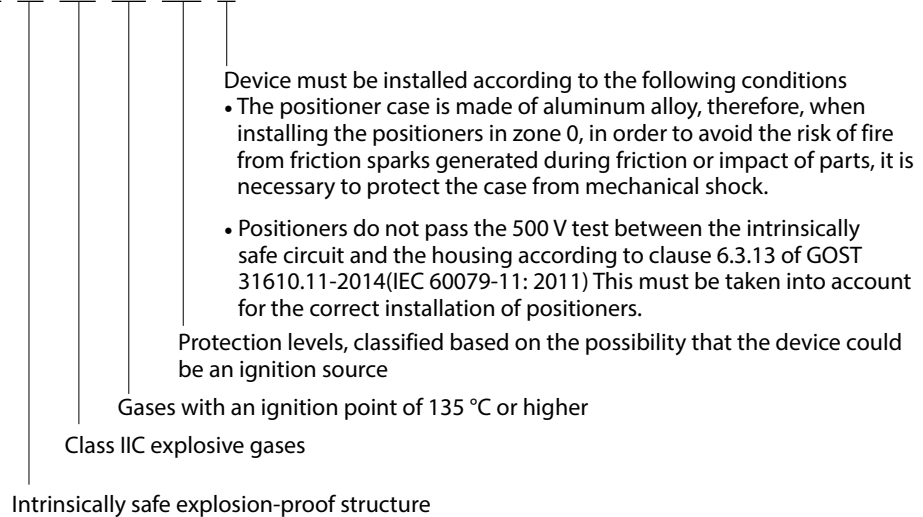 Device must be installed according to the following conditions
• The positioner case is made of aluminum alloy, therefore, when
installing the positioners in zone 0, in order to avoid the risk of fire
from friction sparks generated during friction or impact of parts, it is
necessary to protect the case from mechanical shock.
• Positioners do not pass the 500 V test between the intrinsically
safe circuit and the housing according to clause 6.3.13 of GOST
31610.11-2014(IEC 60079-11: 2011) This must be taken into account
for the correct installation of positioners.
Protection levels, classified based on the possibility that the device could
be an ignition source
Gases with an ignition point of 135 °C or higher
Class IIC explosive gases
Intrinsically safe explosion-proof structure